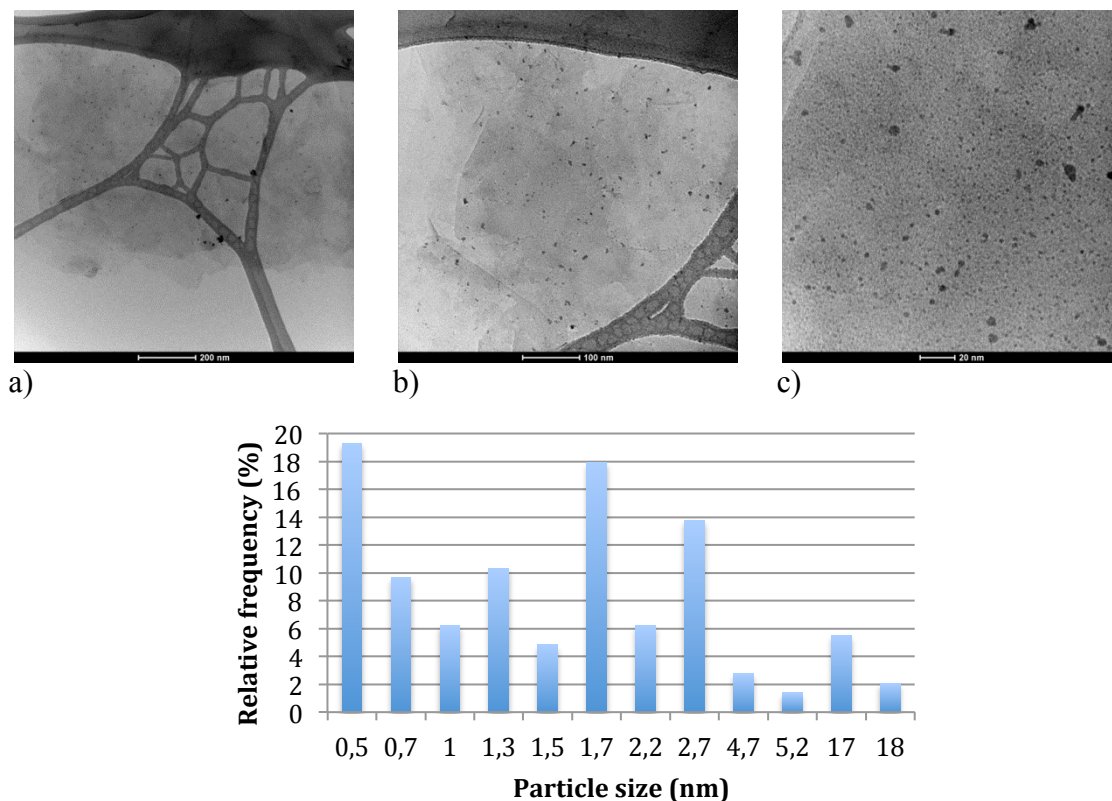 200 nm
100 nm
20 nm
a)
b)
c)
Relative frequency (%)
20
18
16
14
12
10
8
6
4
2
0
0,5 0,7 1 1,3 1,5 1,7 2,2 2,7 4,7 5,2 17 18
Particle size (nm)